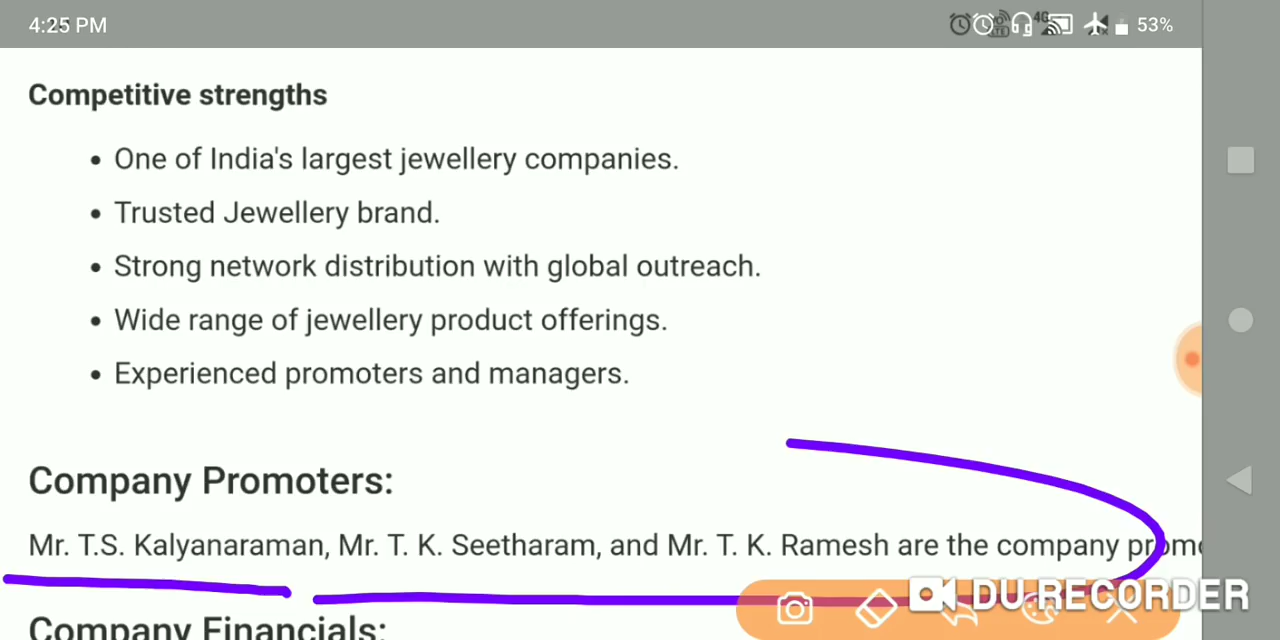 4:25 PM
4G
53%
Competitive strengths
One of India's largest jewellery companies.
Trusted Jewellery brand.
Strong network distribution with global outreach.
Wide range of jewellery product offerings.
Experienced promoters and managers.
Company Promoters:
Mr. T.S. Kalyanaraman, Mr. T. K. Seetharam, and Mr. T. K. Ramesh are the company promo
DU RECORDER
Company Financials: